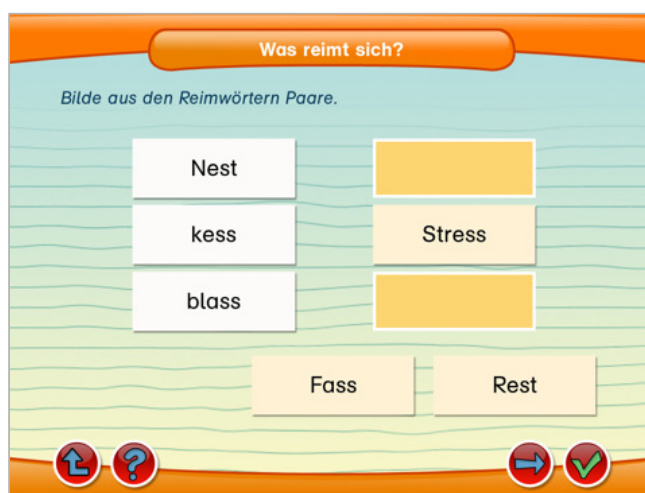 Was reimt sich?
Bilde aus den Reimwörtern Paare.
Nest
kess Stress
blass
Fass Rest
?